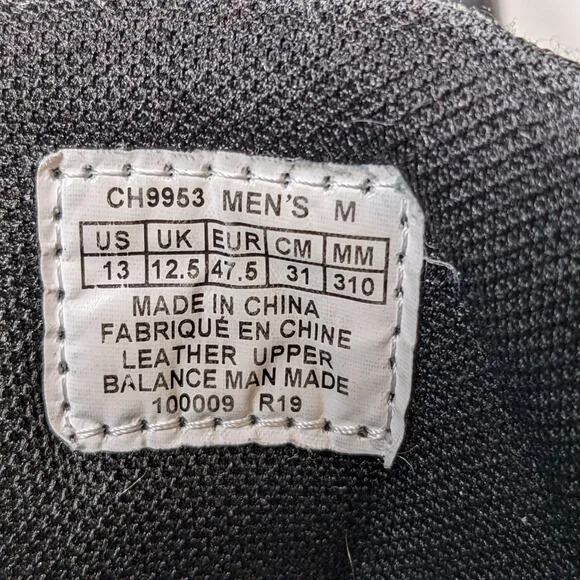 CH9953 MEN'S M
US UK EUR CM MM
13 12.5 47.5 31 310
MADE IN CHINA
FABRIQUÉ EN CHINE
LEATHER UPPER
BALANCE MAN MADE
100009 R19